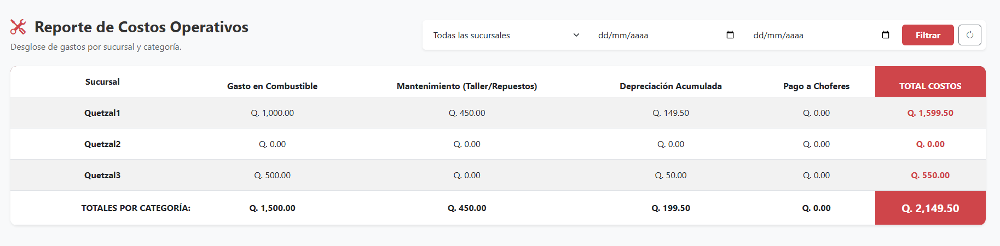 Reporte de Costos Operativos
Desglose de gastos por sucursal y categoría.
Todas las sucursales dd/mm/aaaa dd/mm/aaaa Filtrar
Sucursal Gasto en Combustible Mantenimiento (Taller/Repuestos) Depreciación Acumulada Pago a Choferes TOTAL COSTOS
Quetzal1 Q. 1,000.00 Q. 450.00 Q. 149.50 Q. 0.00 Q. 1,599.50
Quetzal2 Q. 0.00 Q. 0.00 Q. 0.00 Q. 0.00 Q. 0.00
Quetzal3 Q. 500.00 Q. 0.00 Q. 50.00 Q. 0.00 Q. 550.00
TOTALES POR CATEGORÍA: Q. 1,500.00 Q. 450.00 Q. 199.50 Q. 0.00 Q. 2,149.50